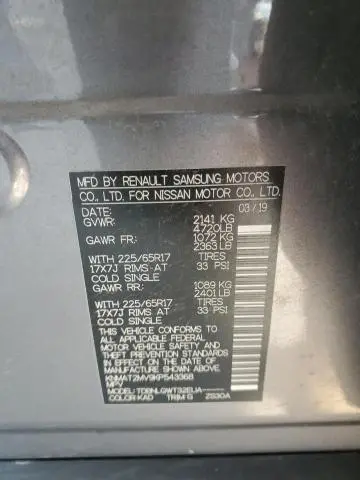 MFD BY RENAULT SAMSUNG MOTORS
CO., LTD. FOR NISSAN MOTOR CO., LTD.
DATE: 03/19
GVWR: 2141 KG
4720LB
GAWR FR: 1072 KG
2363 LB
WITH 225/65R17 TIRES
17X7J RIMS AT 33 PSI
COLD SINGLE
GAWR RR: 1089 KG
2401 LB
WITH 225/65R17 TIRES
17X7J RIMS AT 33 PSI
COLD SINGLE
THIS VEHICLE CONFORMS TO
ALL APPLICABLE FEDERAL
MOTOR VEHICLE SAFETY,
BUMPER, AND THEFT PREVENTION
STANDARDS IN EFFECT ON THE
DATE OF MANUFACTURE SHOWN ABOVE.
KNMAT2MV9KP543368
MPV
MODEL:
COLOR:KAD TRIM:G ZS30A